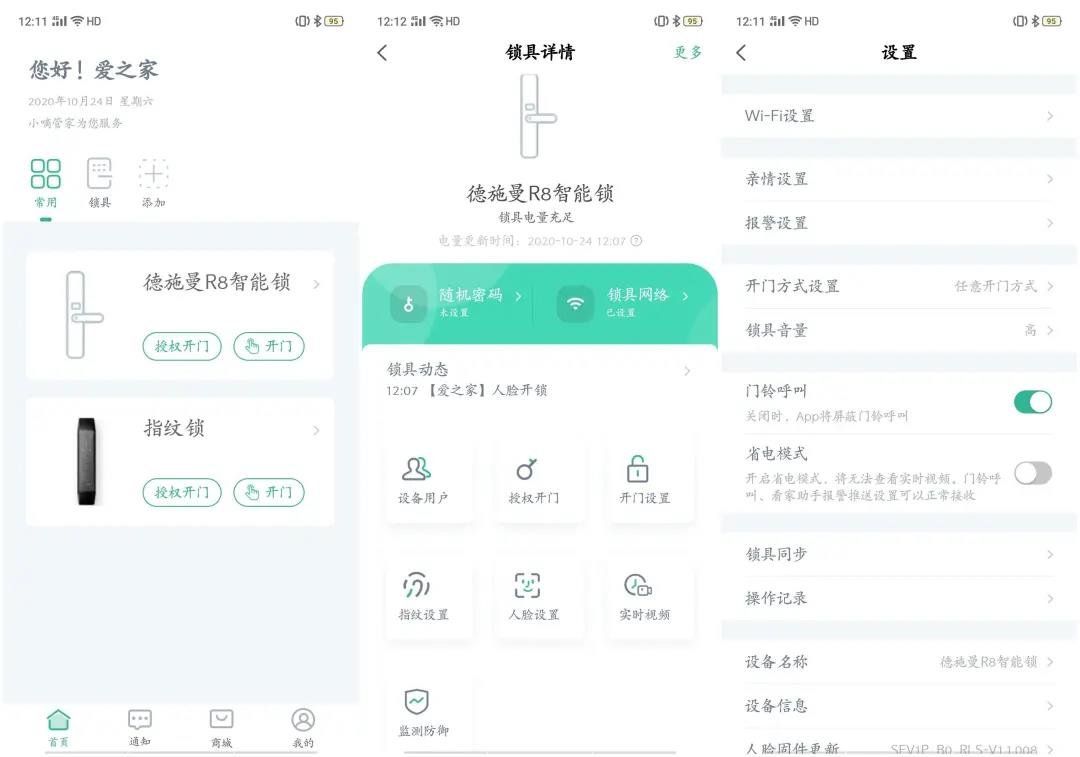 12:11 HD 95
您好！爱之家
2020年10月24日 星期六
小嘀管家为您服务
常用 锁具 添加
德施曼R8智能锁
授权开门 开门
指纹锁
授权开门 开门
首页 通知 商城 我的
12:12 HD 95
锁具详情 更多
德施曼R8智能锁
锁具电量充足
电量更新时间：2020-10-24 12:07
随机密码 锁具网络
未设置 已设置
锁具动态
12:07 【爱之家】人脸开锁
设备用户 授权开门 开门设置
指纹设置 人脸设置 实时视频
监测防御
12:11 HD 95
设置
Wi-Fi设置
亲情设置
报警设置
开门方式设置 任意开门方式
锁具音量 高
门铃呼叫
关闭时，App将屏蔽门铃呼叫
省电模式
开启省电模式，将无法查看实时视频。门铃呼
叫、看家助手报警推送设置可以正常接收
锁具同步
操作记录
设备名称 德施曼R8智能锁
设备信息
人脸固件更新 SFV1P_B0_RLS-V1.1.008